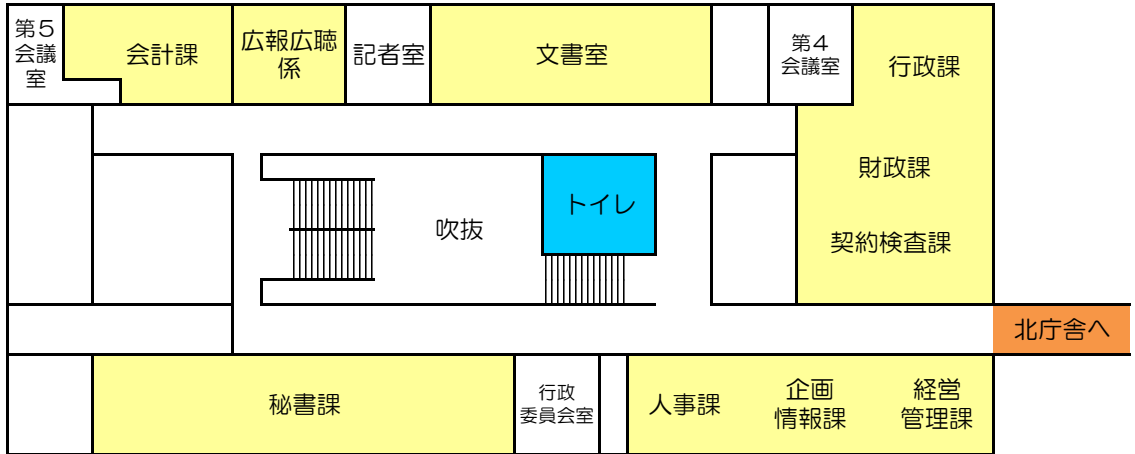 第5
会議
室
会計課
広報広聴
係
記者室
文書室
第4
会議室
行政課
財政課
トイレ
吹抜
契約検査課
北庁舎へ
秘書課
行政
委員会室
人事課
企画
情報課
経営
管理課